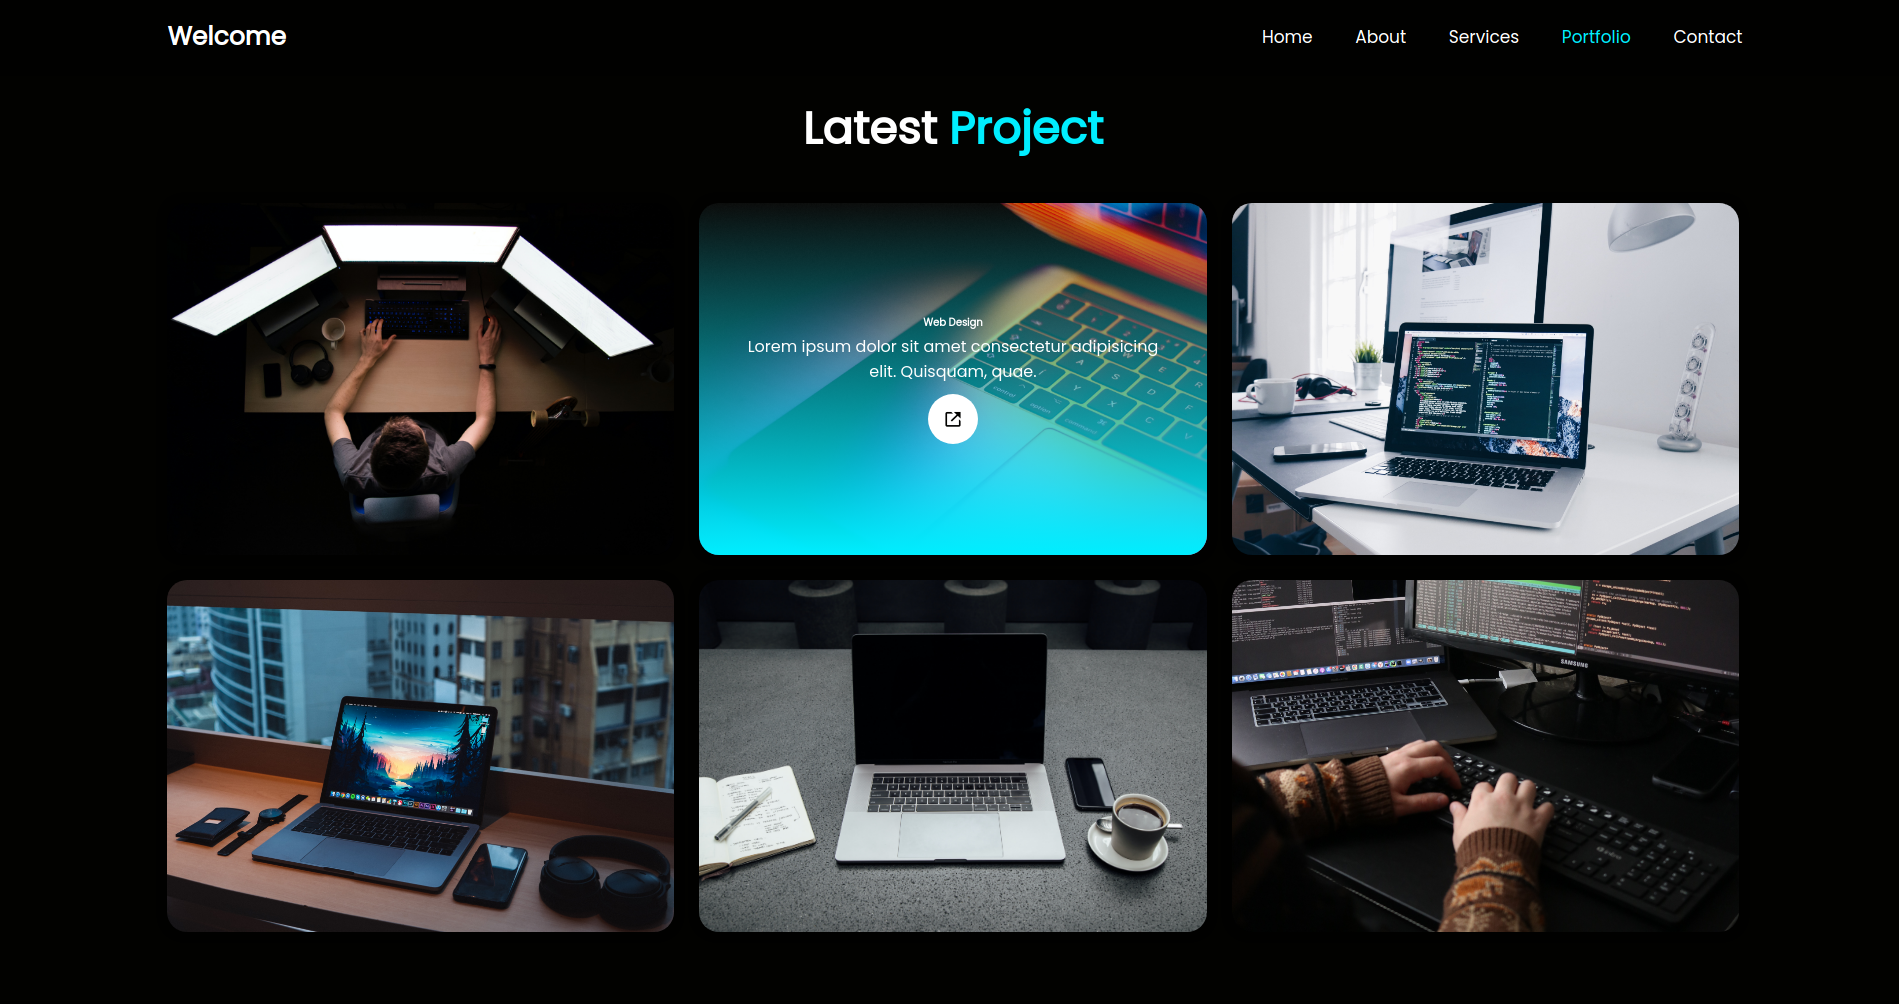 Welcome
Home About Services Portfolio Contact
Latest Project
Web Design
Lorem ipsum dolor sit amet consectetur adipisicing
elit. Quisquam, quae.
SAMSUNG